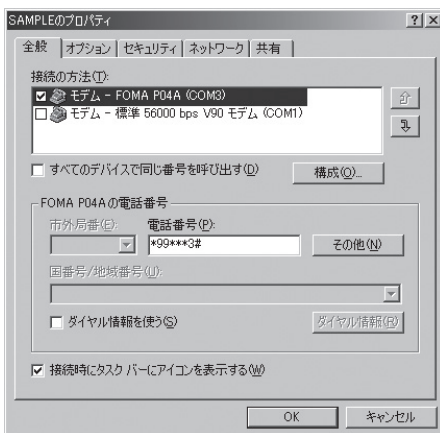 SAMPLEのプロパティ
全般 オプション セキュリティ ネットワーク 共有
接続の方法(T):
モデム - FOMA P04A (COM3)
モデム - 標準 56000 bps V90 モデム (COM1)
すべてのデバイスで同じ番号を呼び出す(D)
構成(O)...
FOMA P04Aの電話番号
市外局番(E): 電話番号(P):
*99***3# その他(N)
国番号/地域番号(U):
ダイヤル情報を使う(S) ダイヤル情報(R)
接続時にタスク バーにアイコンを表示する(W)
OK キャンセル